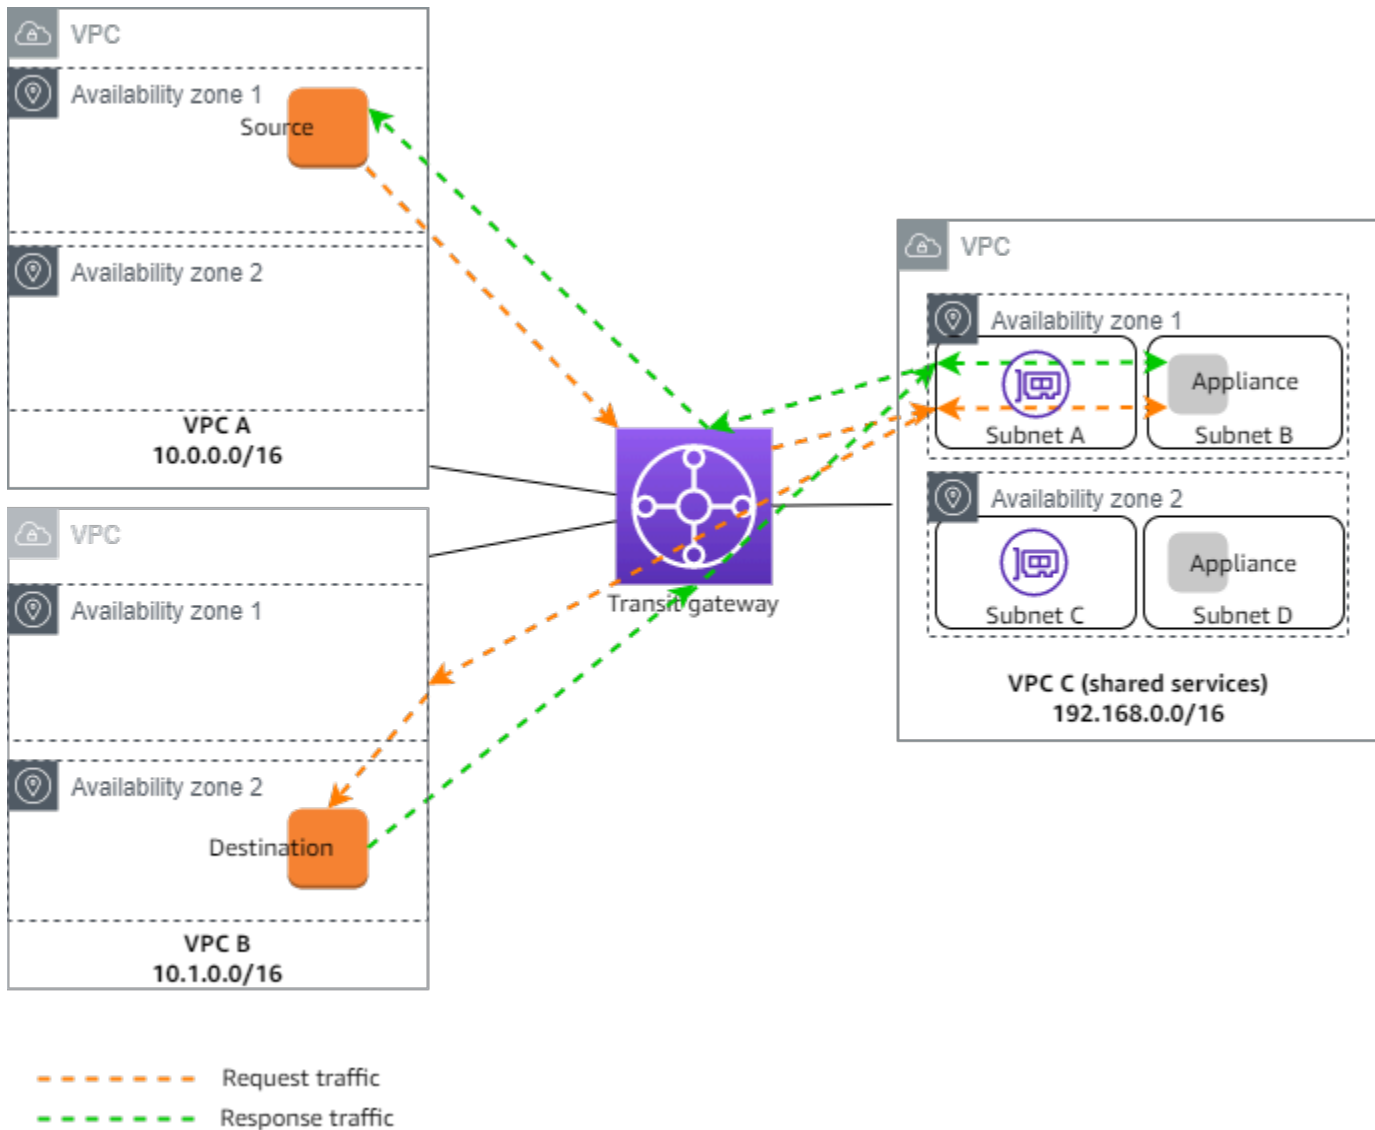 VPC
Availability zone 1
Source
Availability zone 2
VPC A
10.0.0.0/16
VPC
Availability zone 1
Availability zone 2
Destination
VPC B
10.1.0.0/16
Transit gateway
VPC
Availability zone 1
Appliance
Subnet A
Subnet B
Availability zone 2
Appliance
Subnet C
Subnet D
VPC C (shared services)
192.168.0.0/16
Request traffic
Response traffic